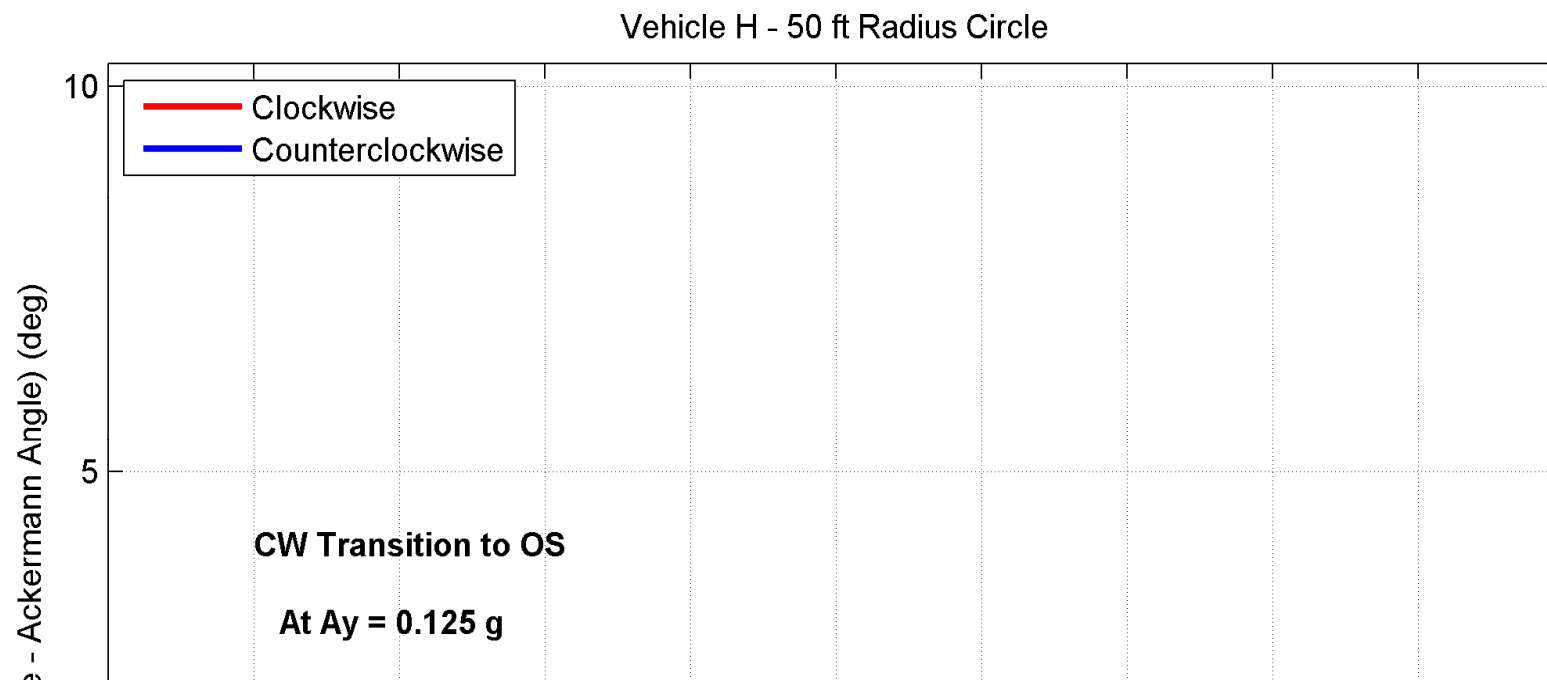 Vehicle H - 50 ft Radius Circle
10
Clockwise
Counterclockwise
5
- Ackermann Angle) (deg)
CW Transition to OS
At Ay = 0.125 g